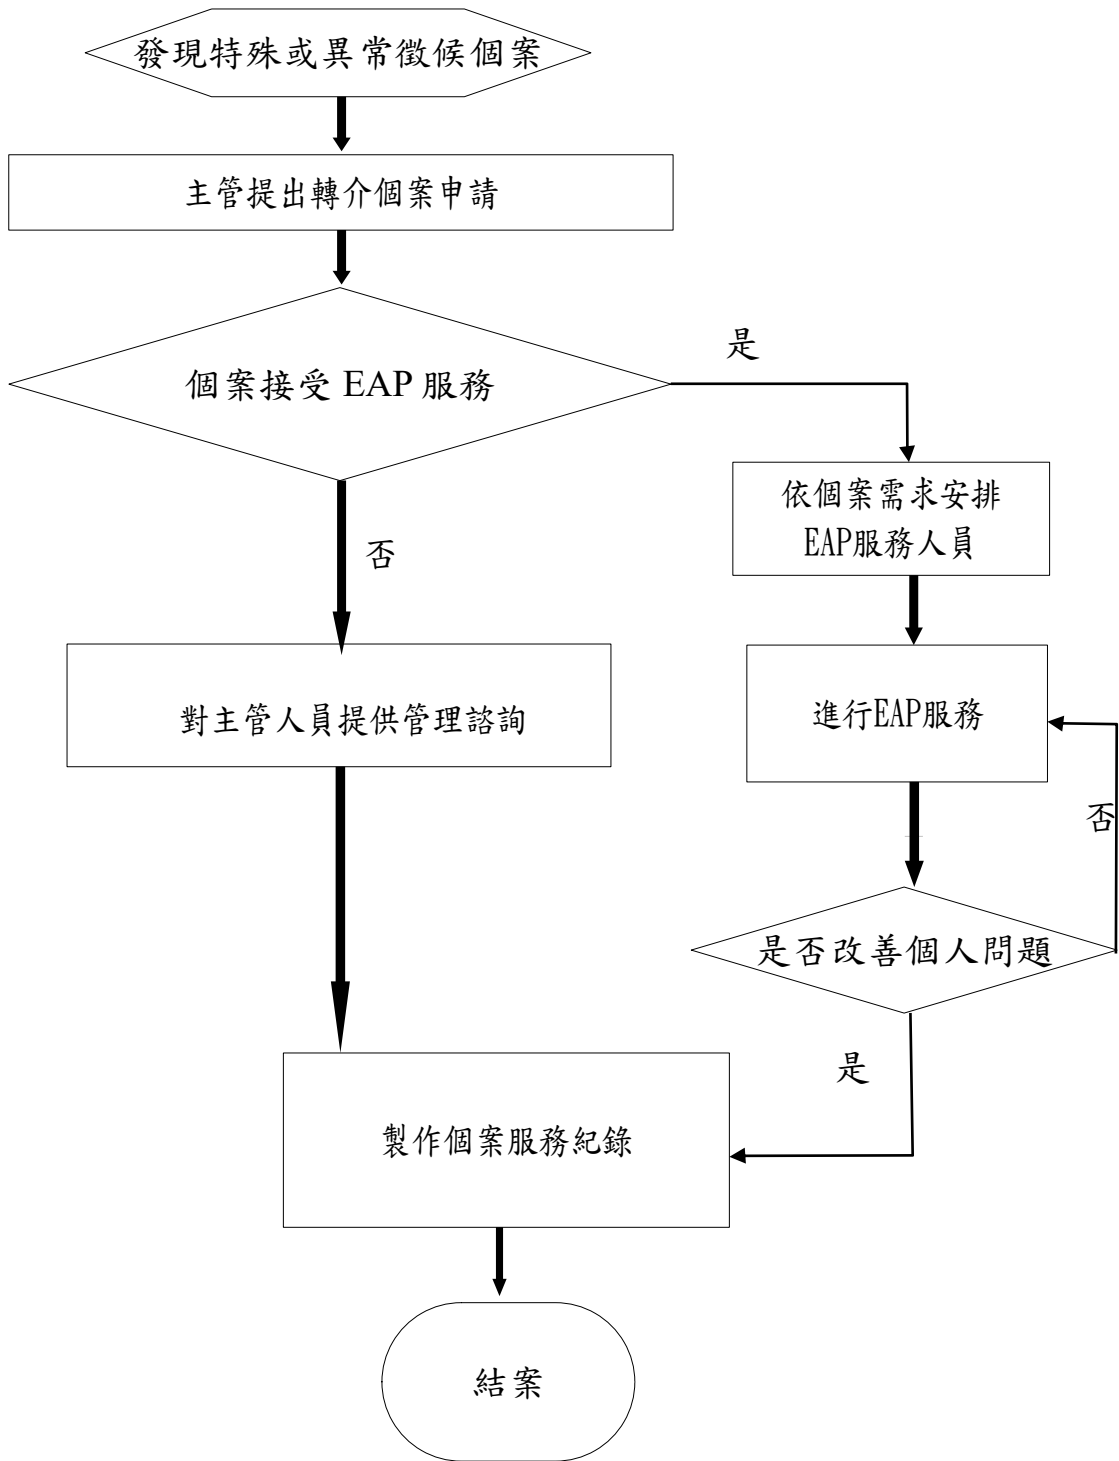 發現特殊或異常徵候個案
主管提出轉介個案申請
個案接受 EAP 服務
是
依個案需求安排
EAP服務人員
否
對主管人員提供管理諮詢
進行EAP服務
否
是否改善個人問題
是
製作個案服務紀錄
結案